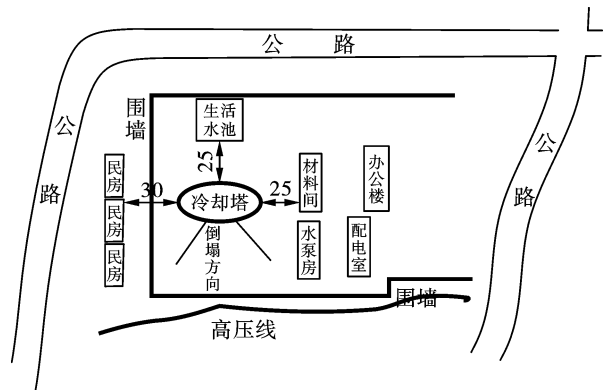 公 路
围墙
生活
水池
公路
25
民房
30
冷却塔
25
材料间
办公楼
公路
民房
倒塌方向
水泵房
配电室
民房
围墙
高压线